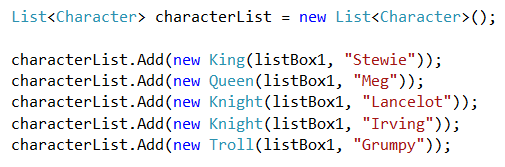 List<Character> characterList = new List<Character>();
characterList.Add(new King(listBox1, "Stewie"));
characterList.Add(new Queen(listBox1, "Meg"));
characterList.Add(new Knight(listBox1, "Lancelot"));
characterList.Add(new Knight(listBox1, "Irving"));
characterList.Add(new Troll(listBox1, "Grumpy"));